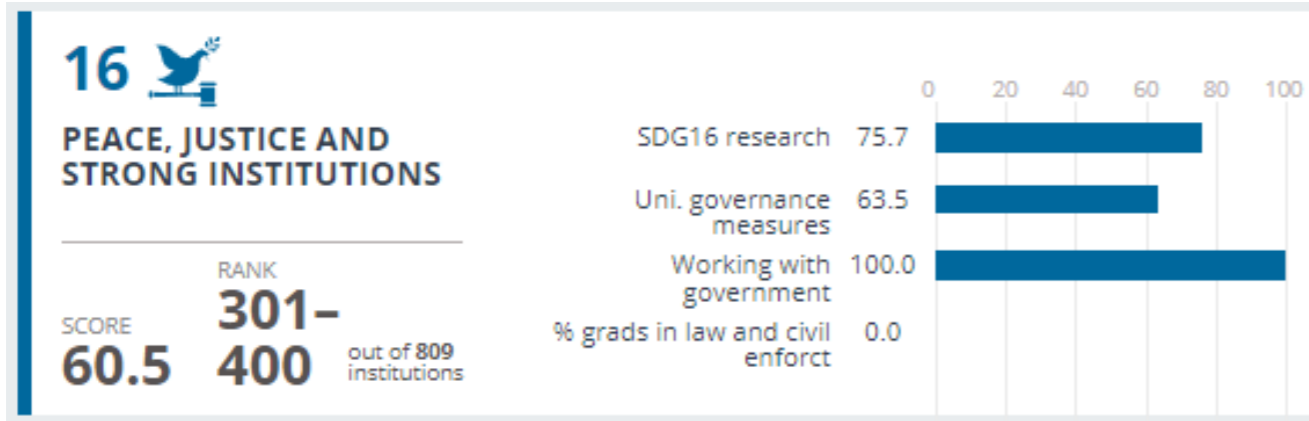 16
PEACE, JUSTICE AND
STRONG INSTITUTIONS
SCORE
60.5
RANK
301–
400
out of 809
institutions
0 20 40 60 80 100
SDG16 research 75.7
Uni. governance 63.5
measures
Working with 100.0
government
% grads in law and civil 0.0
enforct